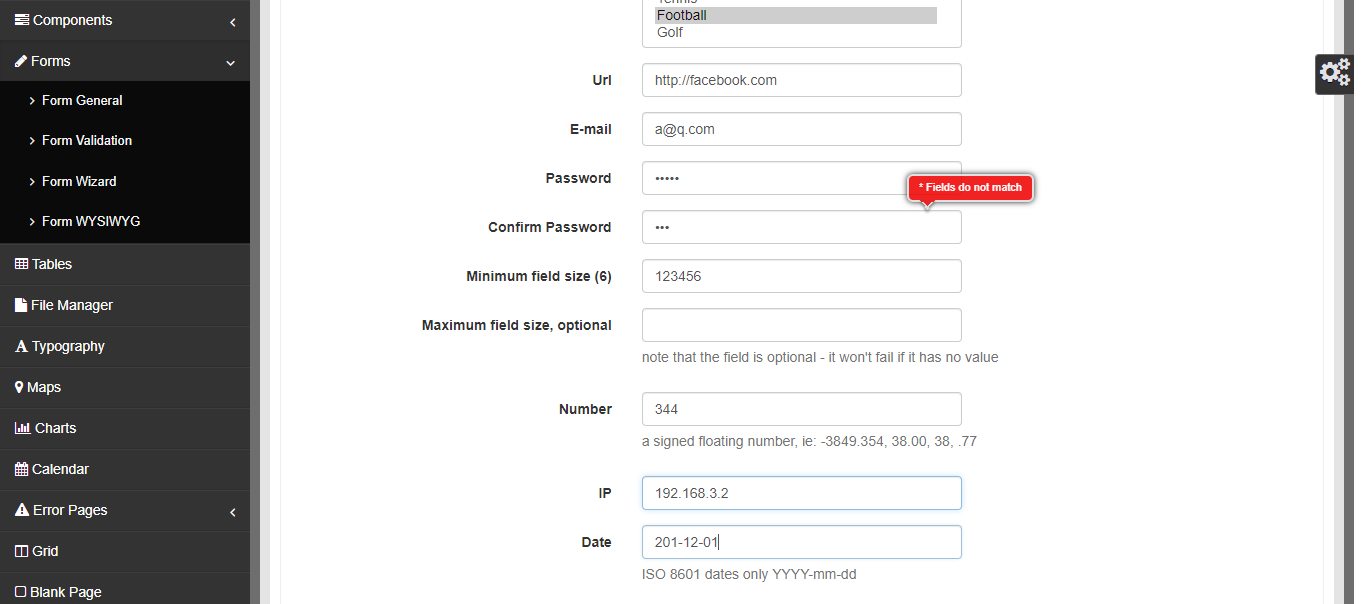 Components
Forms
Form General
Form Validation
Form Wizard
Form WYSIWYG
Tables
File Manager
Typography
Maps
Charts
Calendar
Error Pages
Grid
Blank Page
Tennis
Football
Golf
Url http://facebook.com
E-mail a@q.com
Password •••••
* Fields do not match
Confirm Password •••
Minimum field size (6) 123456
Maximum field size, optional
note that the field is optional - it won't fail if it has no value
Number 344
a signed floating number, ie: -3849.354, 38.00, 38, .77
IP 192.168.3.2
Date 201-12-01
ISO 8601 dates only YYYY-mm-dd